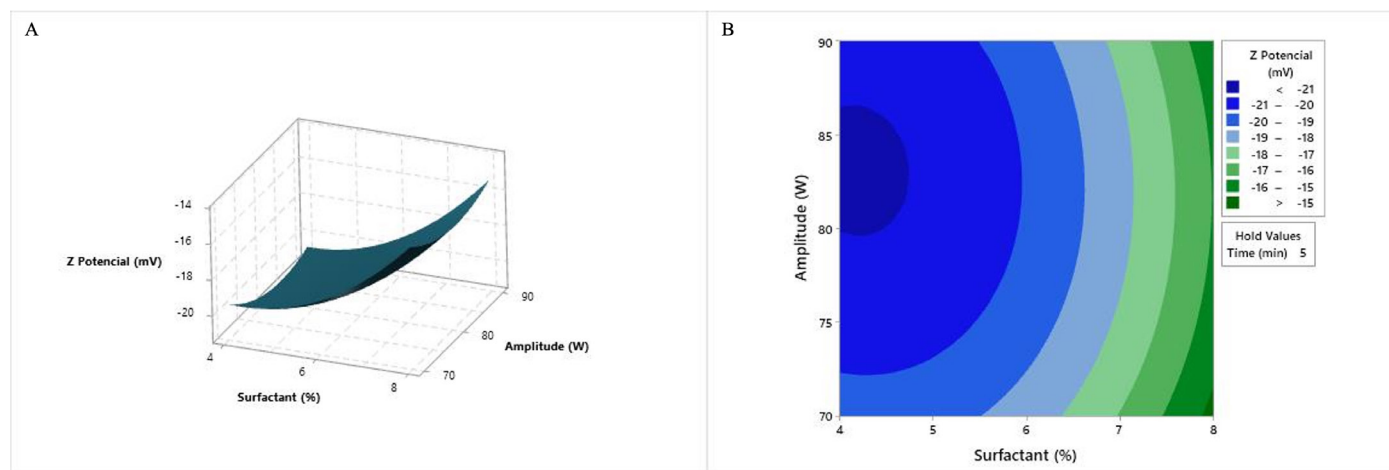 A
-14
-16
-18
-20
Z Potencial (mV)
4
6
8
Surfactant (%)
70
80
90
Amplitude (W)
B
90
85
80
75
70
Amplitude (W)
4
5
6
7
8
Surfactant (%)
Z Potencial
(mV)
< -21
-21 – -20
-20 – -19
-19 – -18
-18 – -17
-17 – -16
-16 – -15
> -15
Hold Values
Time (min) 5